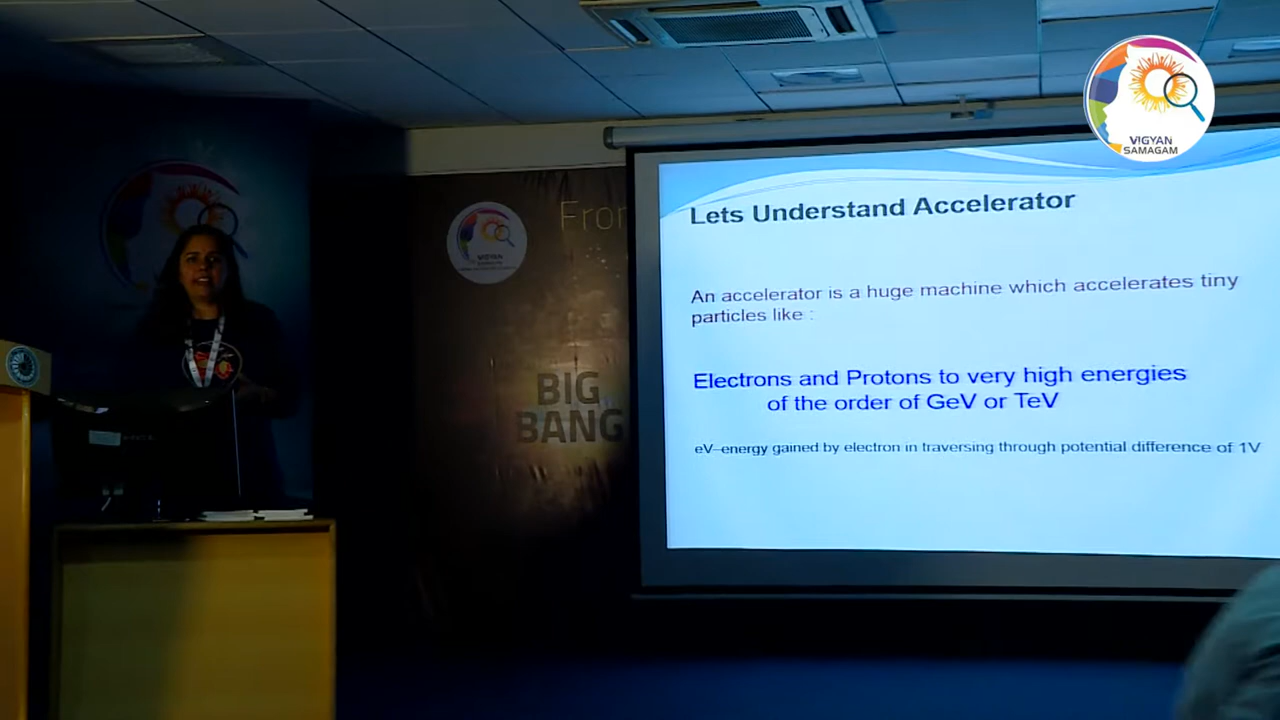 VIGYAN
SAMAGAM
Lets Understand Accelerator
An accelerator is a huge machine which accelerates tiny
particles like :
Electrons and Protons to very high energies
of the order of GeV or TeV
eV–energy gained by electron in traversing through potential difference of 1V
VIGYAN
SAMAGAM
BIG
BANG